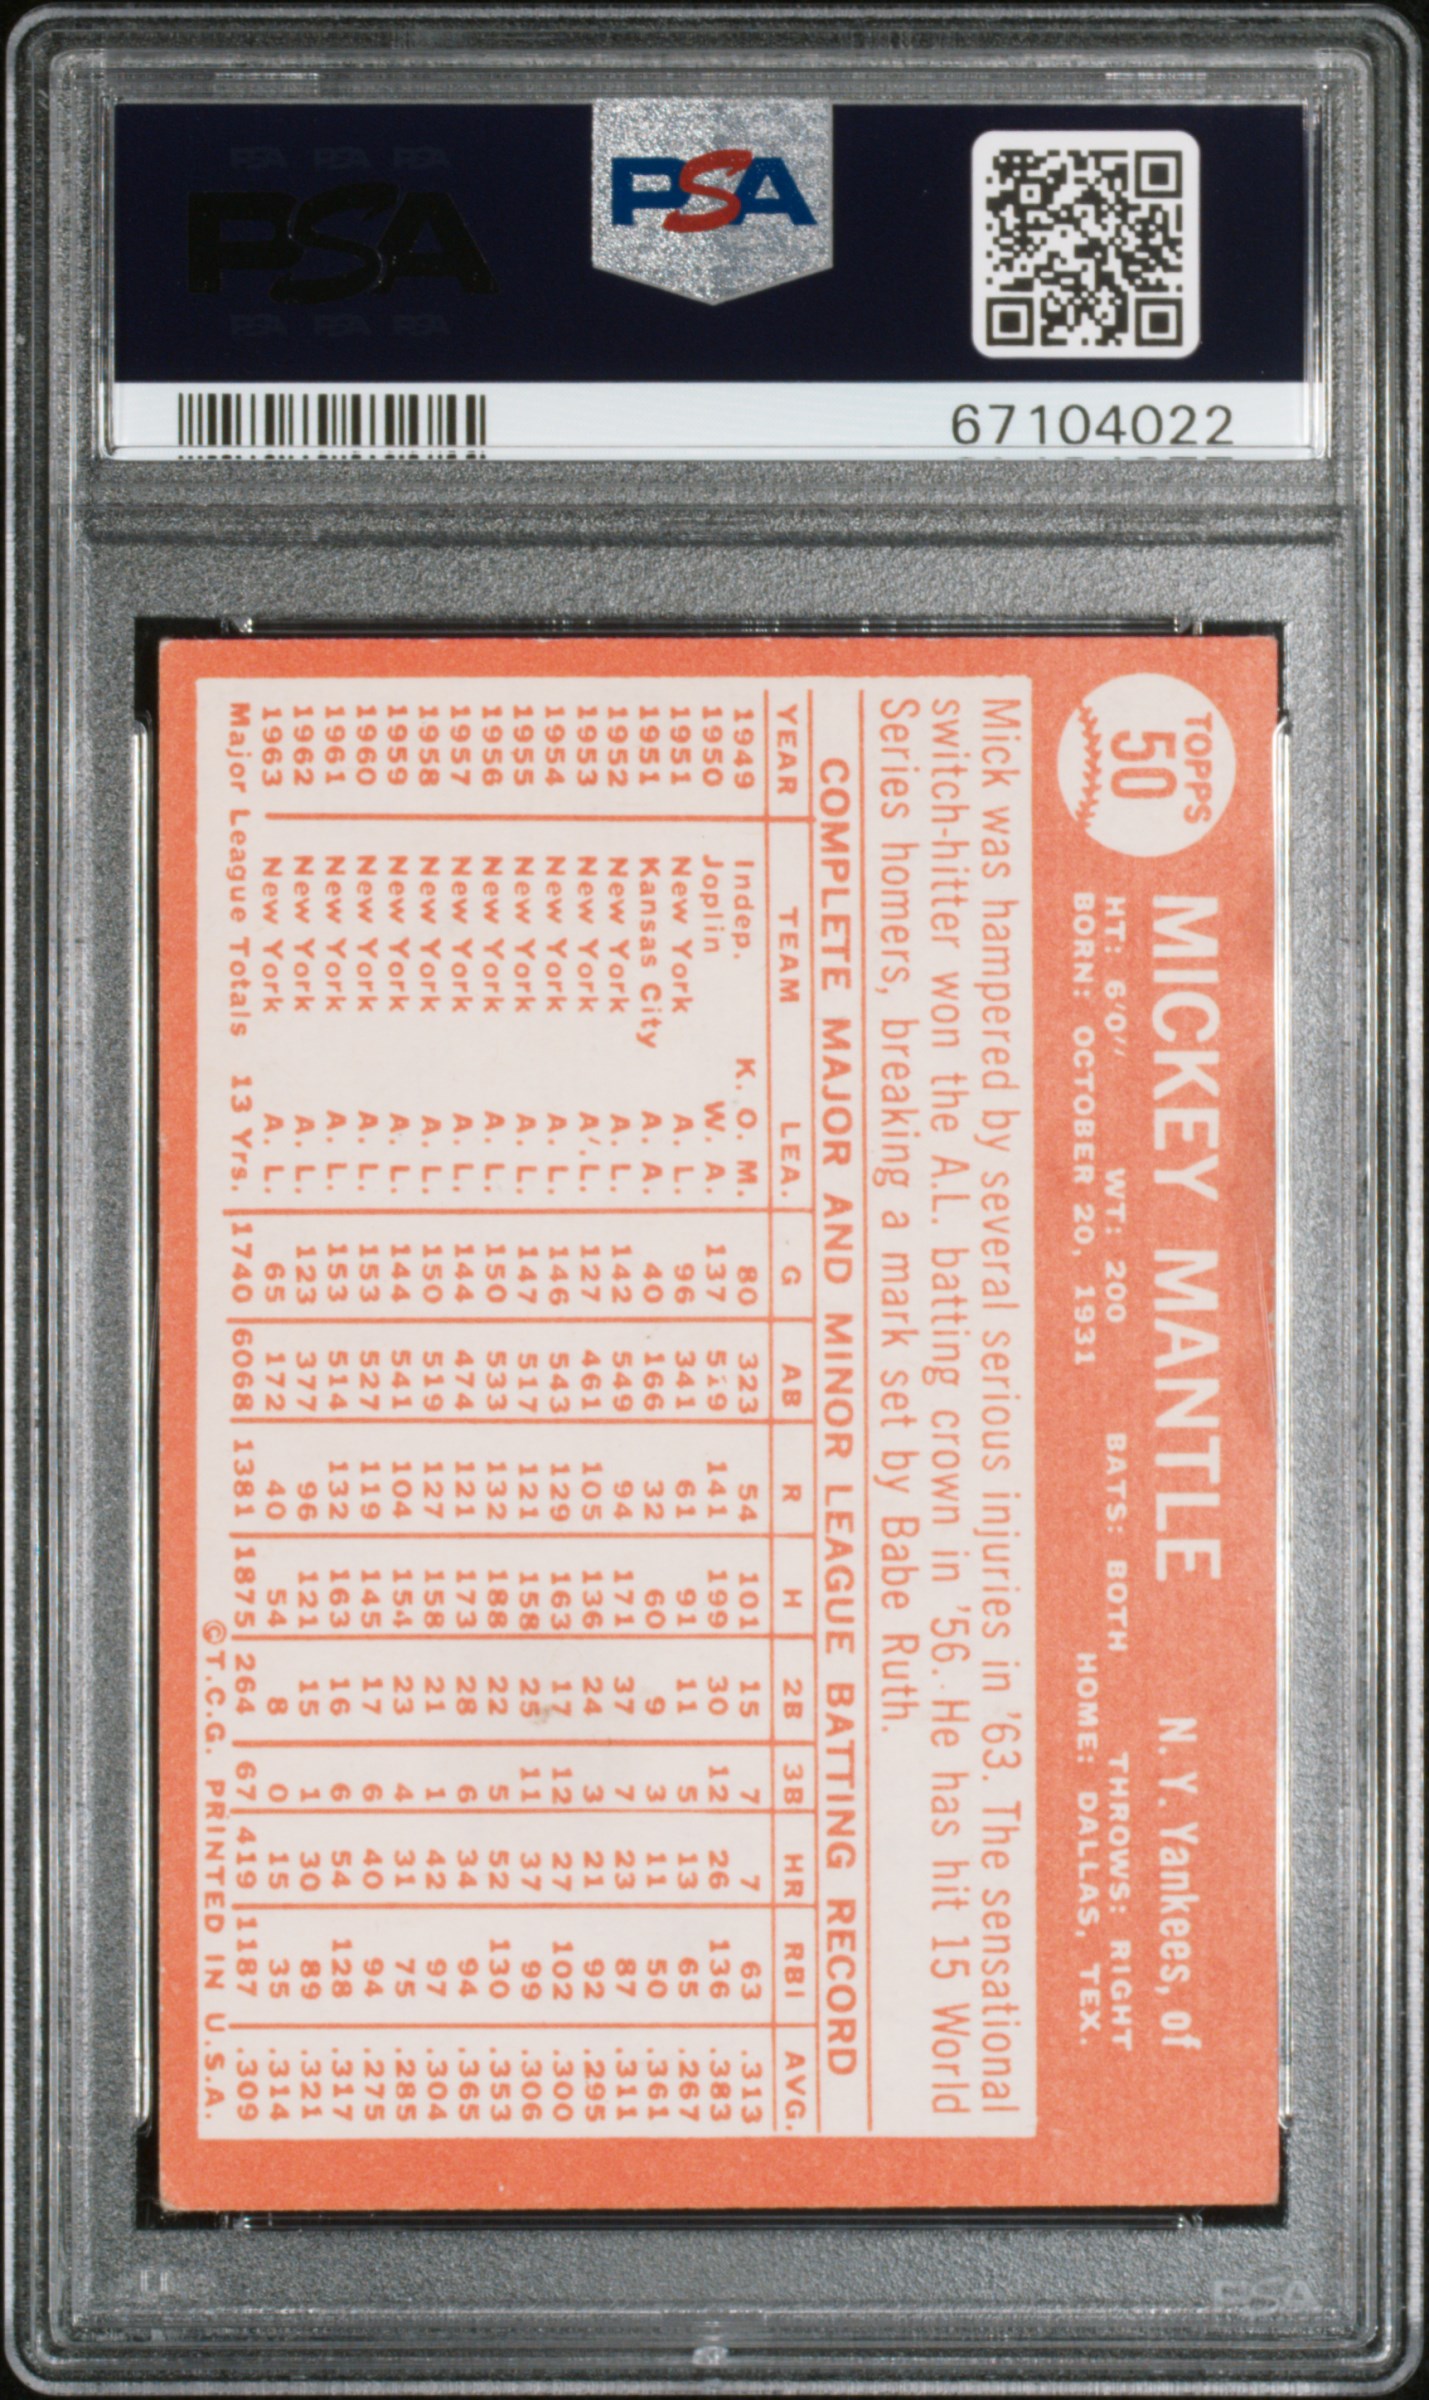 PSA PSA PSA
PSA
PSA PSA PSA
PSA
67104022
TOPPS
50
MICKEY MANTLE N. Y. Yankees, of
HT: 6'0" WT: 200 BATS: BOTH THROWS: RIGHT
BORN: OCTOBER 20, 1931 HOME: DALLAS, TEX.
Mick was hampered by several serious injuries in '63. The sensational
switch-hitter won the A.L. batting crown in '56. He has hit 15 World
Series homers, breaking a mark set by Babe Ruth.
COMPLETE MAJOR AND MINOR LEAGUE BATTING RECORD
YEAR TEAM LEA. G AB R H 2B 3B HR RBI AVG.
1949 Indep. K. O. M. 80 323 54 101 15 7 7 63 .313
1950 Joplin W. A. 137 519 141 199 30 12 26 136 .383
1951 New York A. L. 96 341 61 91 11 5 13 65 .267
1951 Kansas City A. A. 40 166 32 60 9 3 11 50 .361
1952 New York A. L. 142 549 94 171 37 7 23 87 .311
1953 New York A. L. 127 461 105 136 24 3 21 92 .295
1954 New York A. L. 146 543 129 163 17 12 27 102 .300
1955 New York A. L. 147 517 121 158 25 11 37 99 .306
1956 New York A. L. 150 533 132 188 22 5 52 130 .353
1957 New York A. L. 144 474 121 173 28 6 34 94 .365
1958 New York A. L. 150 519 127 158 21 1 42 97 .304
1959 New York A. L. 144 541 104 154 23 4 31 75 .285
1960 New York A. L. 153 527 119 145 17 6 40 94 .275
1961 New York A. L. 153 514 132 163 16 6 54 128 .317
1962 New York A. L. 123 377 96 121 15 1 30 89 .321
1963 New York A. L. 65 172 40 54 8 0 15 35 .314
Major League Totals 13 Yrs. 1740 6068 1381 1875 264 67 419 1187 .309
©T.C.G. PRINTED IN U.S.A.
PSA